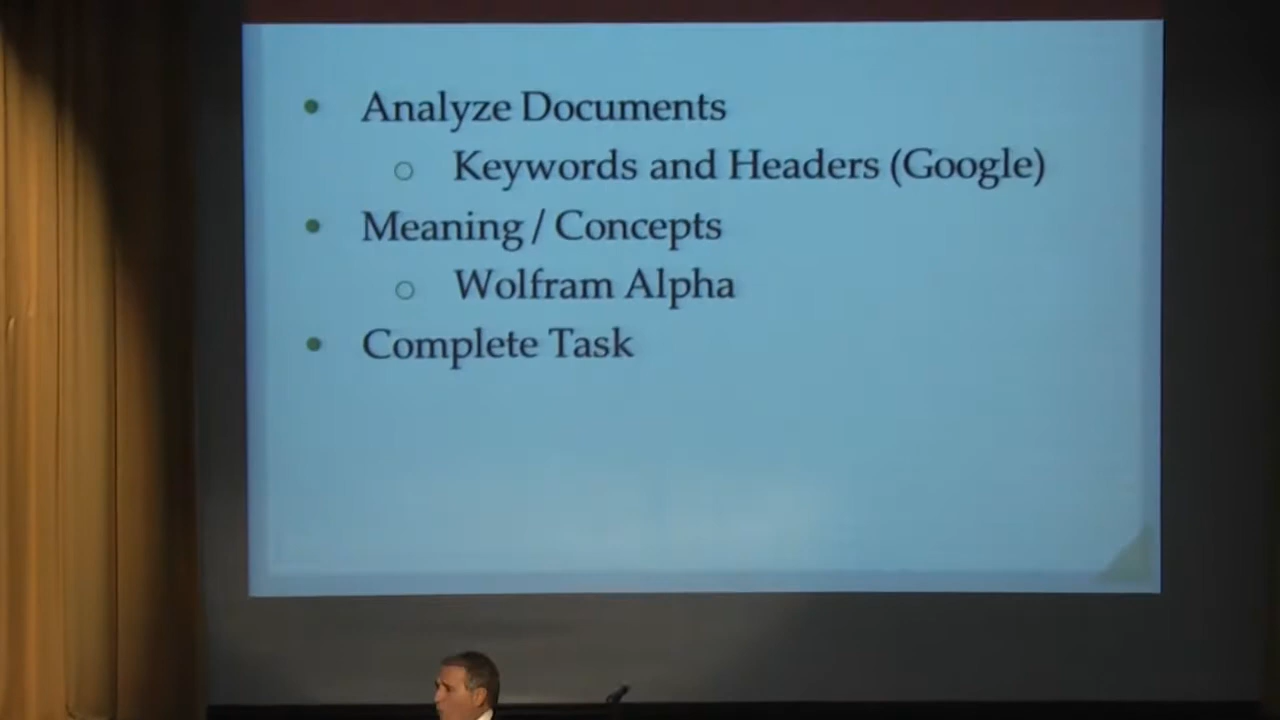 Analyze Documents
Keywords and Headers (Google)
Meaning / Concepts
Wolfram Alpha
Complete Task